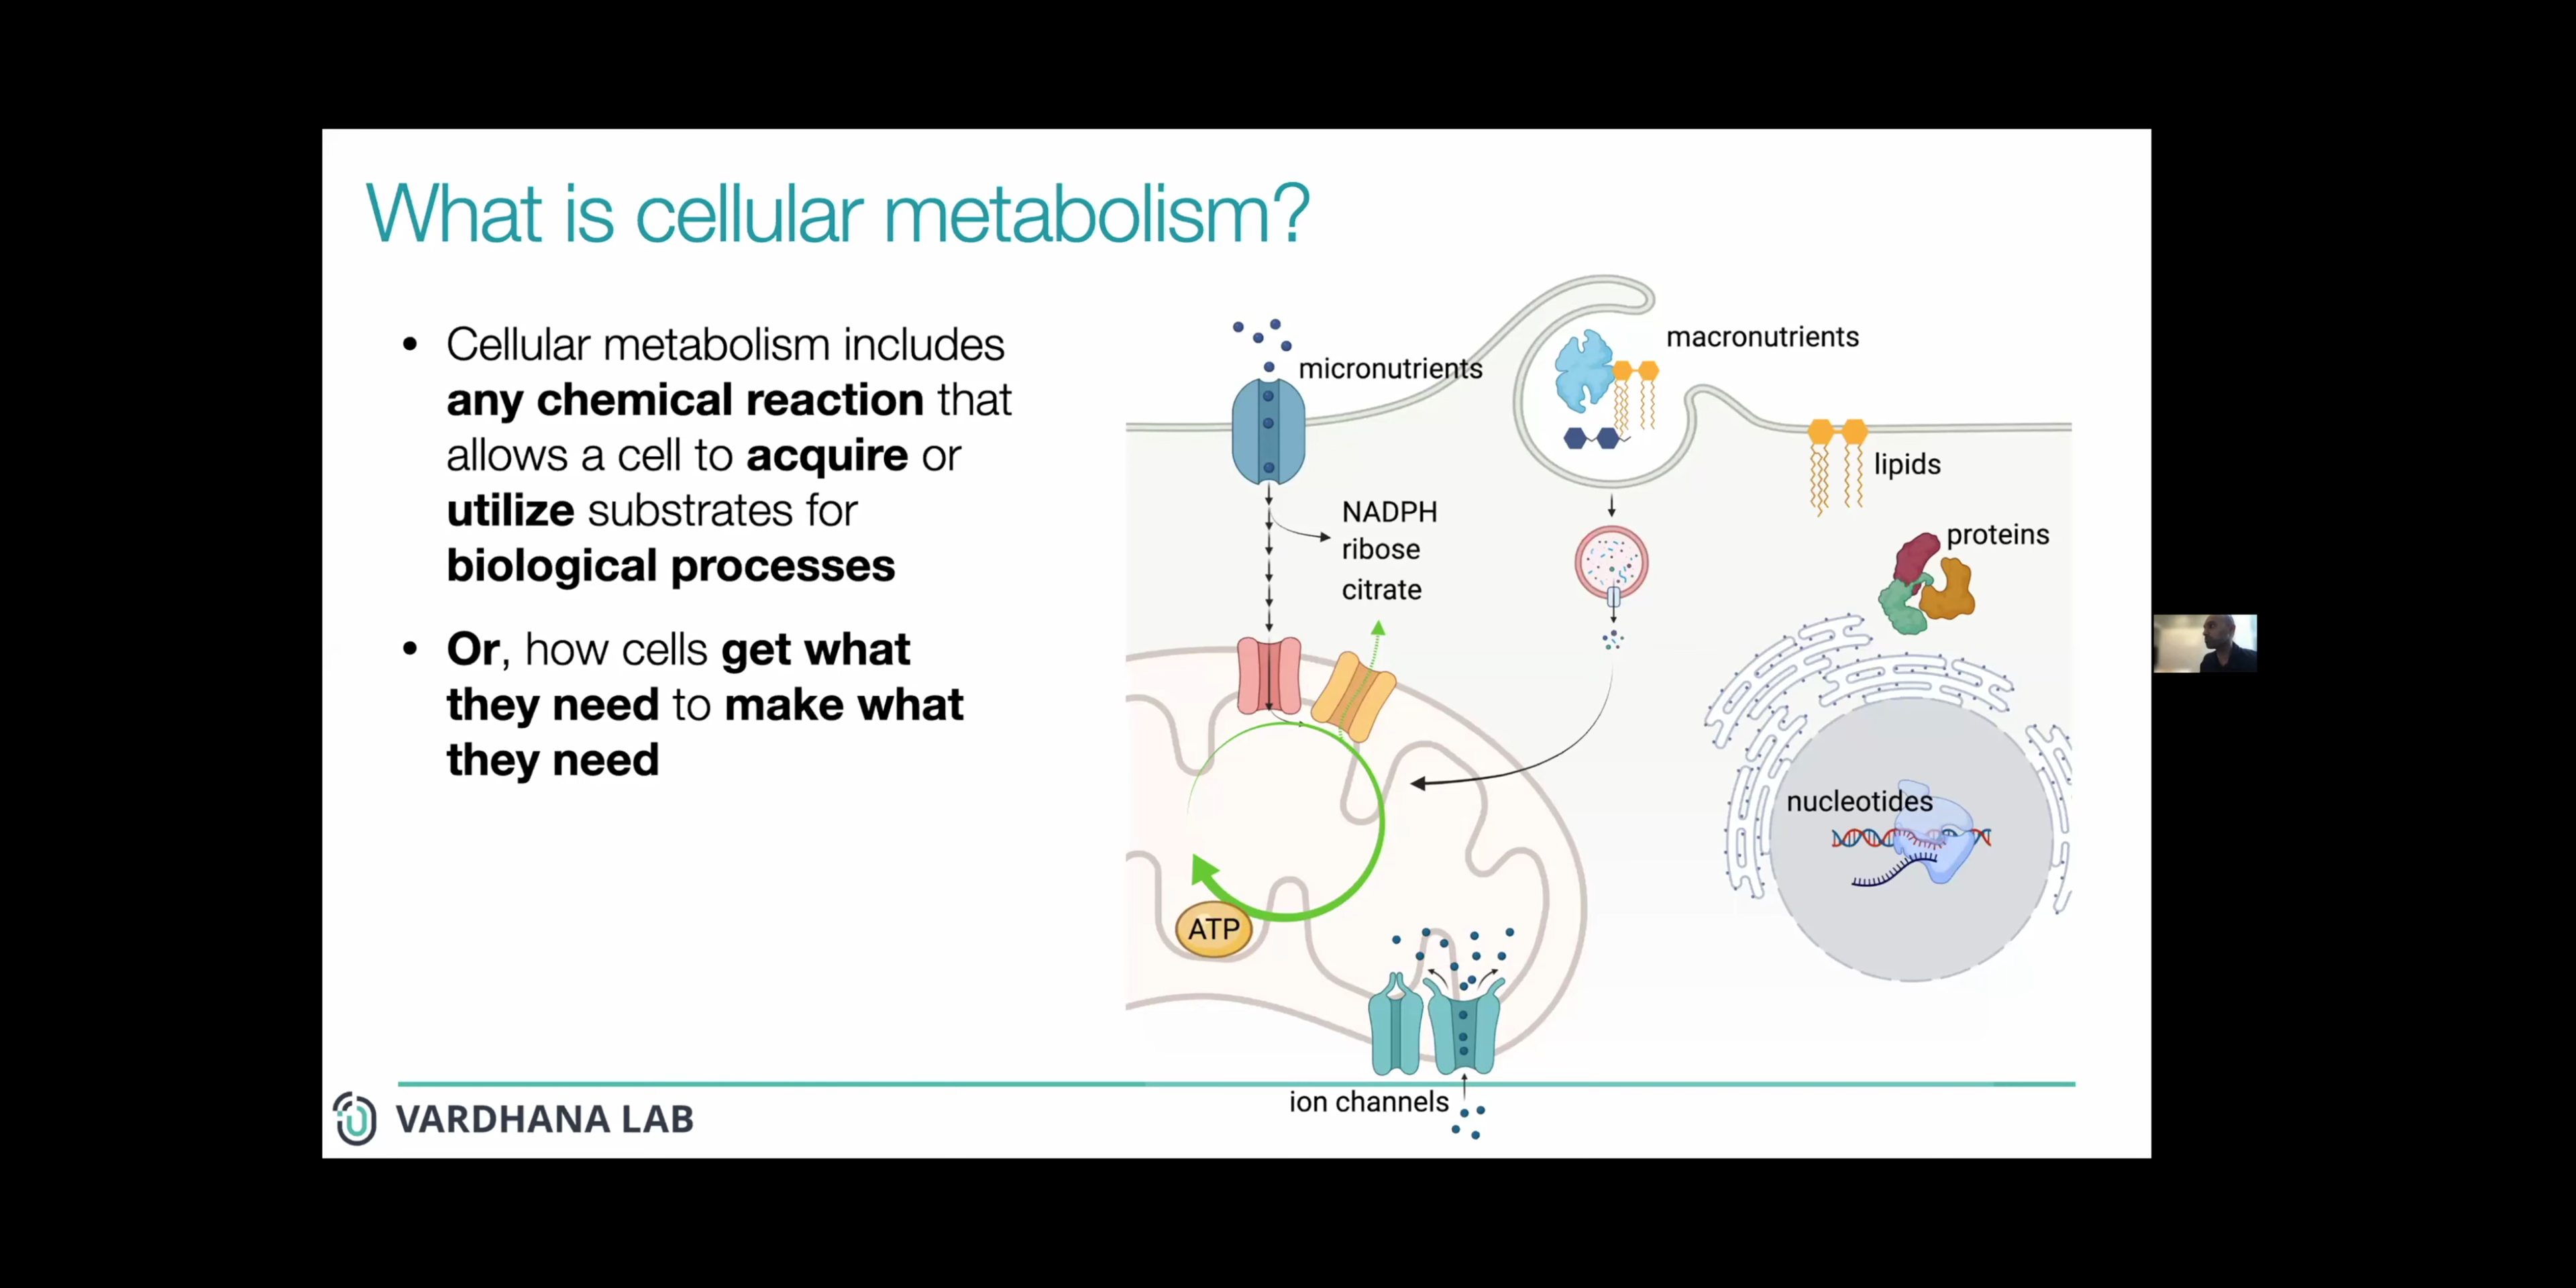 What is cellular metabolism?
• Cellular metabolism includes
any chemical reaction that
allows a cell to acquire or
utilize substrates for
biological processes
• Or, how cells get what
they need to make what
they need
micronutrients
macronutrients
lipids
NADPH
ribose
citrate
proteins
nucleotides
ATP
ion channels
VARDHANA LAB